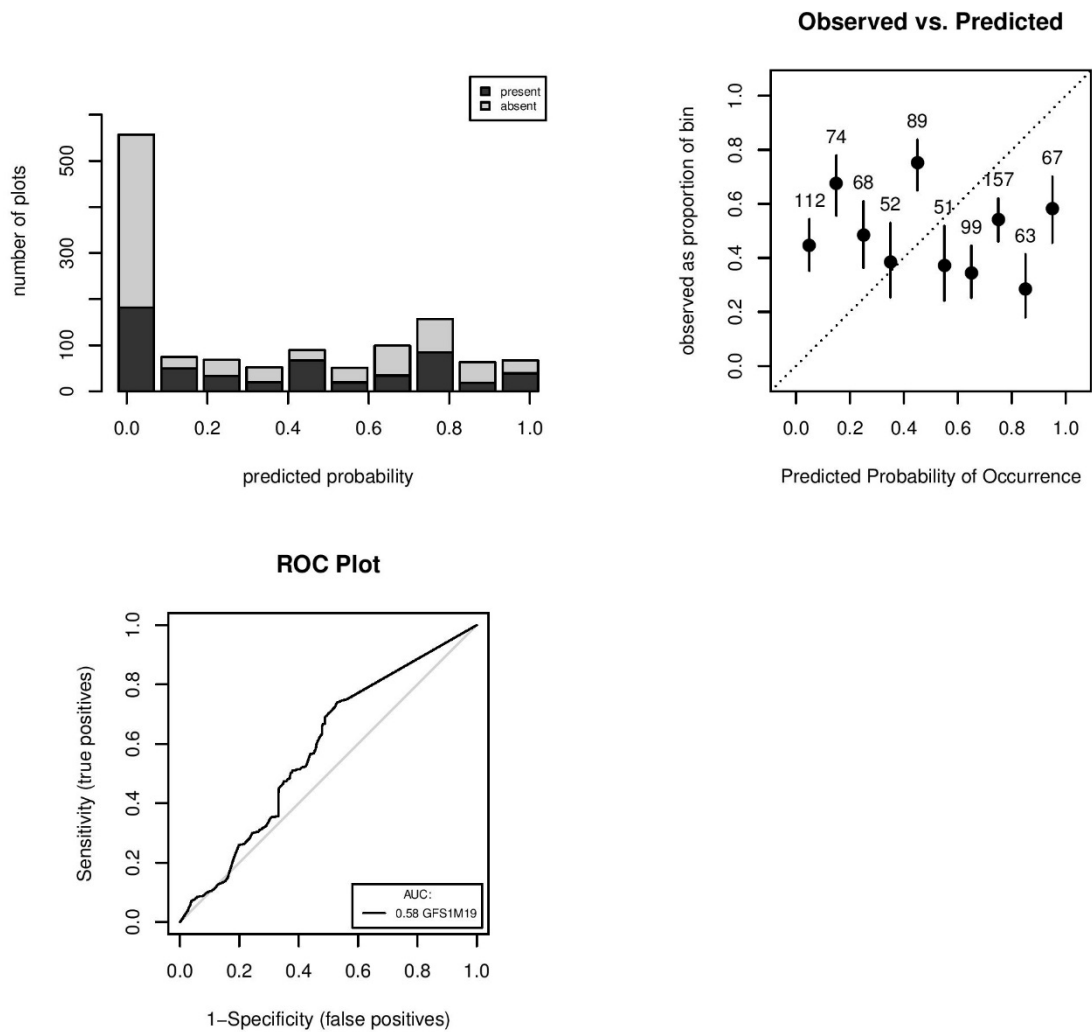 present
absent
number of plots
500
300
100
0
0.0 0.2 0.4 0.6 0.8 1.0
predicted probability
Observed vs. Predicted
observed as proportion of bin
1.0
0.8
0.6
0.4
0.2
0.0
112
74
68
52
89
51
99
157
63
67
0.0 0.2 0.4 0.6 0.8 1.0
Predicted Probability of Occurrence
ROC Plot
Sensitivity (true positives)
1.0
0.8
0.6
0.4
0.2
0.0
AUC:
0.58 GFS1M19
0.0 0.2 0.4 0.6 0.8 1.0
1−Specificity (false positives)